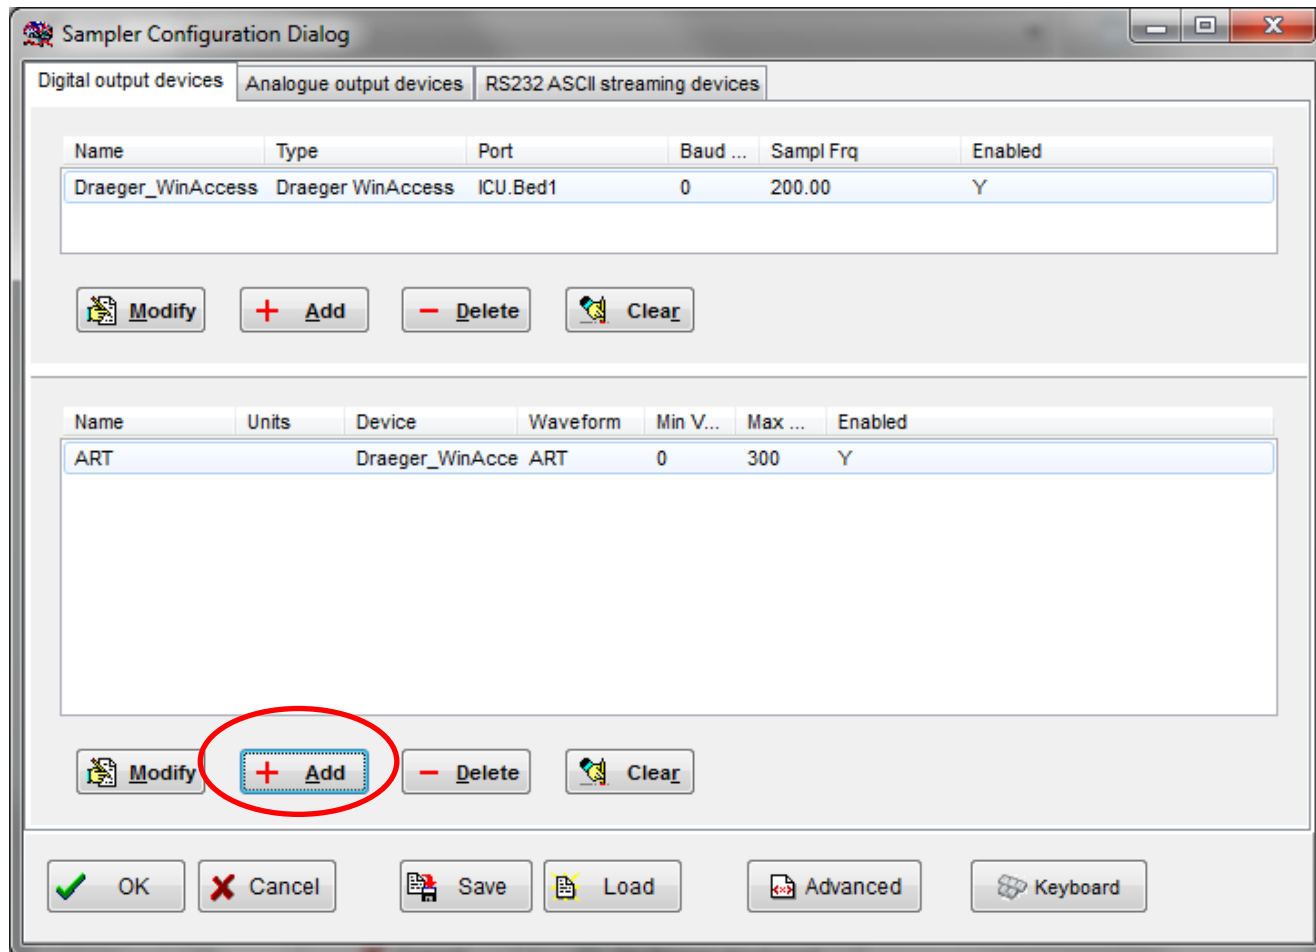 Sampler Configuration Dialog
Digital output devices Analogue output devices RS232 ASCII streaming devices
Name Type Port Baud ... Sampl Frq Enabled
Draeger_WinAccess Draeger WinAccess ICU.Bed1 0 200.00 Y
Modify + Add - Delete Clear
Name Units Device Waveform Min V... Max ... Enabled
ART Draeger_WinAcce ART 0 300 Y
Modify + Add - Delete Clear
OK Cancel Save Load Advanced Keyboard